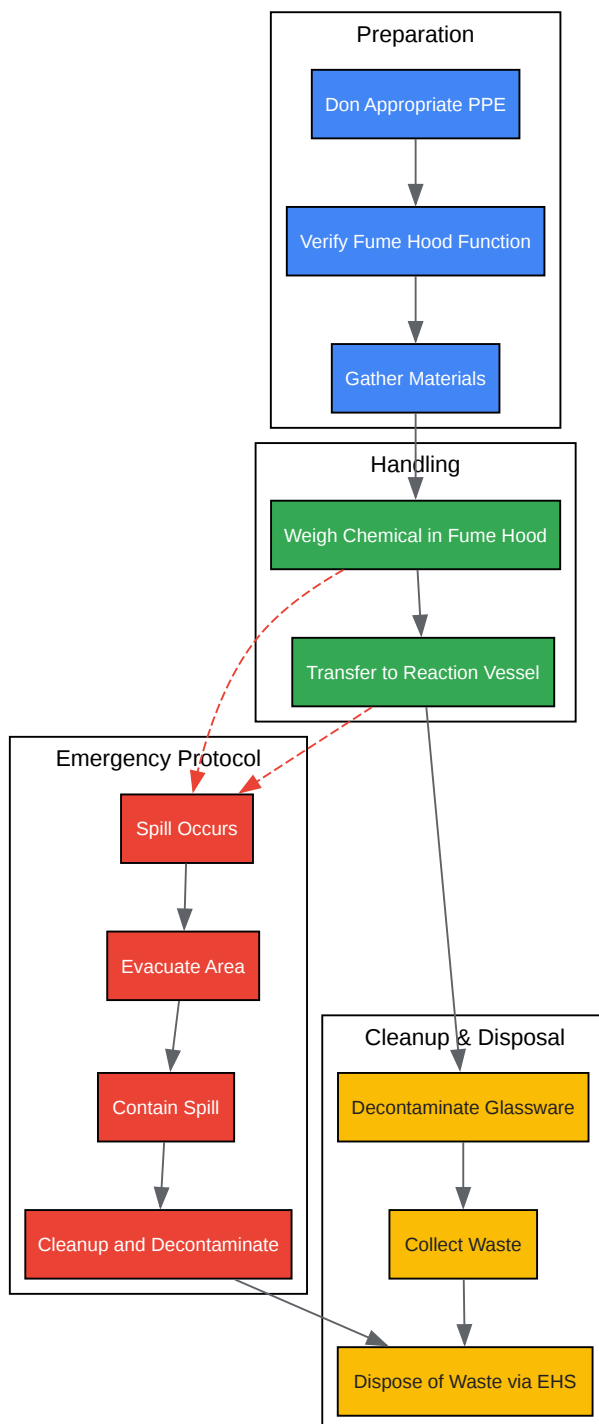 Preparation
Don Appropriate PPE
Verify Fume Hood Function
Gather Materials
Handling
Weigh Chemical in Fume Hood
Transfer to Reaction Vessel
Emergency Protocol
Spill Occurs
Evacuate Area
Contain Spill
Cleanup and Decontaminate
Cleanup & Disposal
Decontaminate Glassware
Collect Waste
Dispose of Waste via EHS